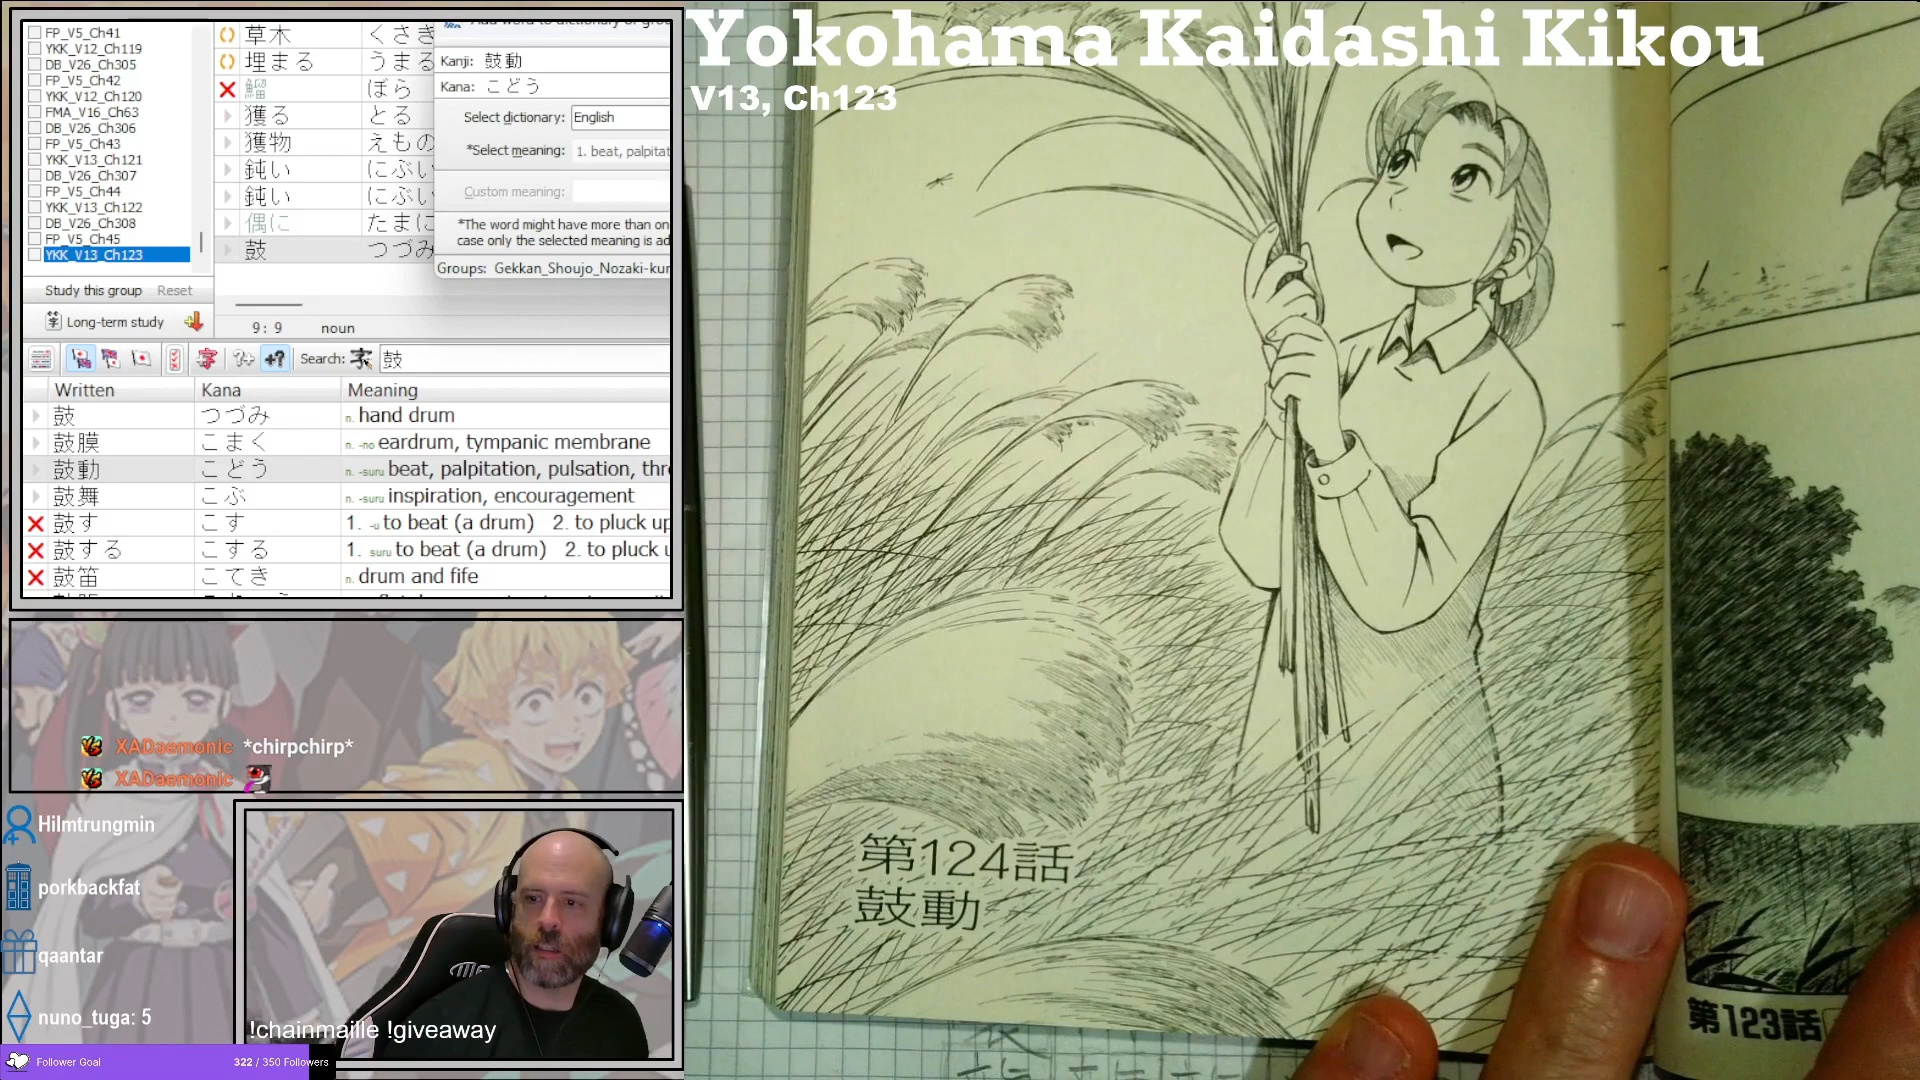 Yokohama Kaidashi Kikou
V13, Ch123
FP_V5_Ch41
YKK_V12_Ch119
DB_V26_Ch305
FP_V5_Ch42
YKK_V12_Ch120
FMA_V16_Ch63
DB_V26_Ch306
FP_V5_Ch43
YKK_V13_Ch121
DB_V26_Ch307
FP_V5_Ch44
YKK_V13_Ch122
DB_V26_Ch308
FP_V5_Ch45
YKK_V13_Ch123
Study this group Reset
Long-term study
草木 くさき
埋まる うまる
鰡 ぼら
獲る とる
獲物 えもの
鈍い にぶい
鈍い にぶい
偶に たまに
鼓 つづみ
9: 9 noun
Kanji: 鼓動
Kana: こどう
Select dictionary: English
*Select meaning: 1. beat, palpitat
Custom meaning:
*The word might have more than on
case only the selected meaning is ad
Groups: Gekkan_Shoujo_Nozaki-kun
Search: 鼓
Written Kana Meaning
鼓 つづみ n. hand drum
鼓膜 こまく n. -no eardrum, tympanic membrane
鼓動 こどう n. -suru beat, palpitation, pulsation, thr
鼓舞 こぶ n. -suru inspiration, encouragement
鼓す こす 1. -u to beat (a drum) 2. to pluck up
鼓する こする 1. suru to beat (a drum) 2. to pluck u
鼓笛 こてき n. drum and fife
XADaemonic *chirpchirp*
XADaemonic
Hilmtrungmin
porkbackfat
qaantar
nuno_tuga: 5
!chainmaille !giveaway
Follower Goal 322 / 350 Followers
第124話
鼓動
第123話